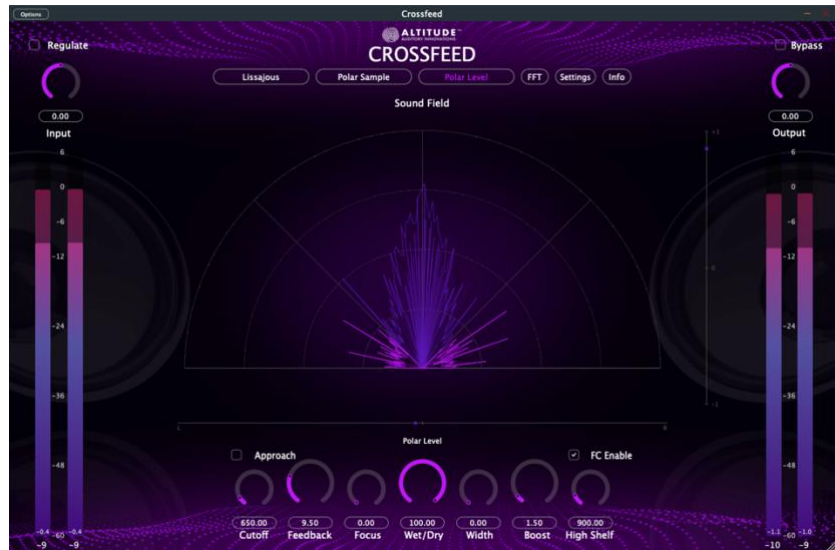 Options
Crossfeed
ALTITUDE
AUDITORY INNOVATIONS
CROSSFEED
Regulate
Bypass
Lissajous
Polar Sample
Polar Level
FFT
Settings
Info
0.00
Input
Sound Field
0.00
Output
6
0
-6
-12
-24
-36
-48
-60
-0.4
-0.4
-9
-9
+1
0
-1
6
0
-6
-12
-24
-36
-48
-60
-1.1
-1.0
-10
-9
L
R
Polar Level
Approach
FC Enable
650.00
9.50
0.00
100.00
0.00
1.50
900.00
Cutoff
Feedback
Focus
Wet/Dry
Width
Boost
High Shelf